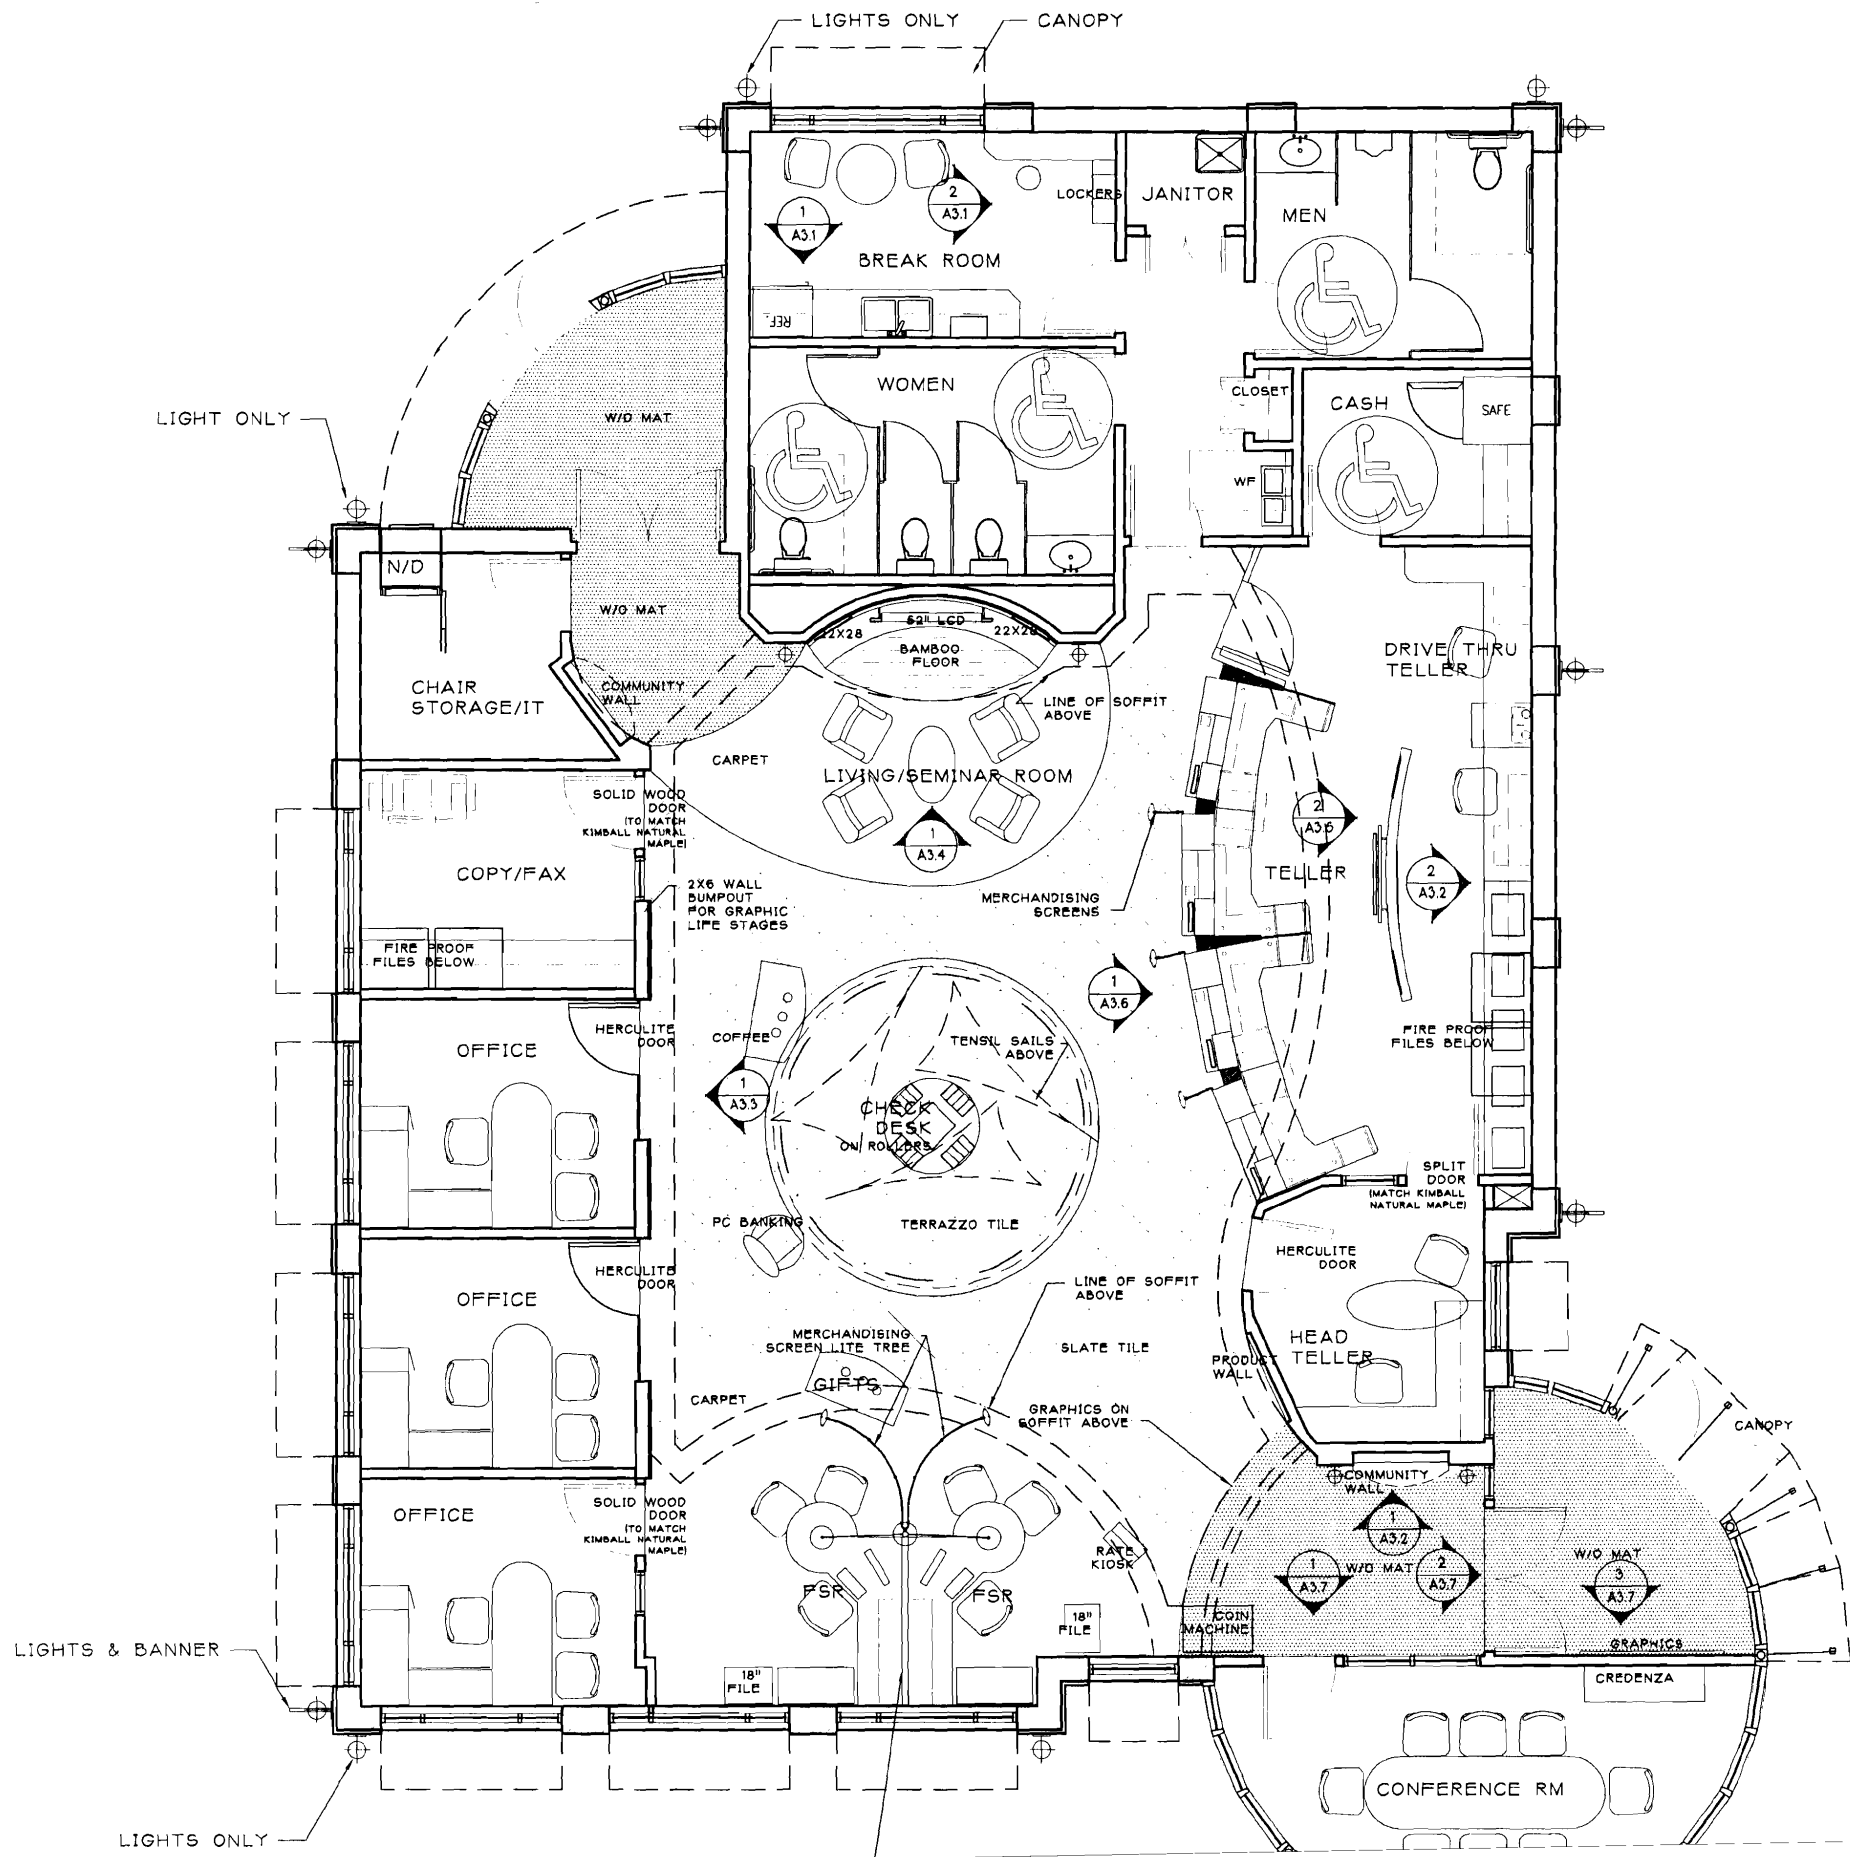 LIGHTS ONLY
CANOPY
LOCKERS
JANITOR
MEN
2
A3.1
1
A3.1
BREAK ROOM
REF.
WOMEN
CLOSET
CASH
SAFE
LIGHT ONLY
W/O MAT
WF
N/D
W/O MAT
52" LCD
22X28
22X28
BAMBOO
FLOOR
DRIVE THRU
TELLER
CHAIR
STORAGE/IT
COMMUNITY
WALL
LINE OF SOFFIT
ABOVE
CARPET
LIVING/SEMINAR ROOM
SOLID WOOD
DOOR
(TO MATCH
KIMBALL NATURAL
MAPLE)
1
A3.4
2
A3.5
COPY/FAX
TELLER
2
A3.2
2X6 WALL
BUMPOUT
FOR GRAPHIC
LIFE STAGES
MERCHANDISING
SCREENS
FIRE PROOF
FILES BELOW
1
A3.6
HERCULITE
DOOR
COFFEE
TENSIL SAILS
ABOVE
FIRE PROOF
FILES BELOW
OFFICE
1
A3.3
CHECK
DESK
ON ROLLERS
SPLIT
DOOR
(MATCH KIMBALL
NATURAL MAPLE)
PC BANKING
TERRAZZO TILE
HERCULITE
DOOR
HERCULITE
DOOR
LINE OF SOFFIT
ABOVE
OFFICE
MERCHANDISING
SCREEN LITE TREE
SLATE TILE
HEAD
TELLER
PRODUCT
WALL
GIFTS
CARPET
GRAPHICS ON
SOFFIT ABOVE
CANOPY
COMMUNITY
WALL
OFFICE
SOLID WOOD
DOOR
(TO MATCH
KIMBALL NATURAL
MAPLE)
1
A3.2
RATE
KIOSK
W/O MAT
1
A3.7
2
A3.7
W/O MAT
3
A3.7
FSR
FSR
18"
FILE
COIN
MACHINE
GRAPHICS
LIGHTS & BANNER
18"
FILE
CREDENZA
CONFERENCE RM
LIGHTS ONLY